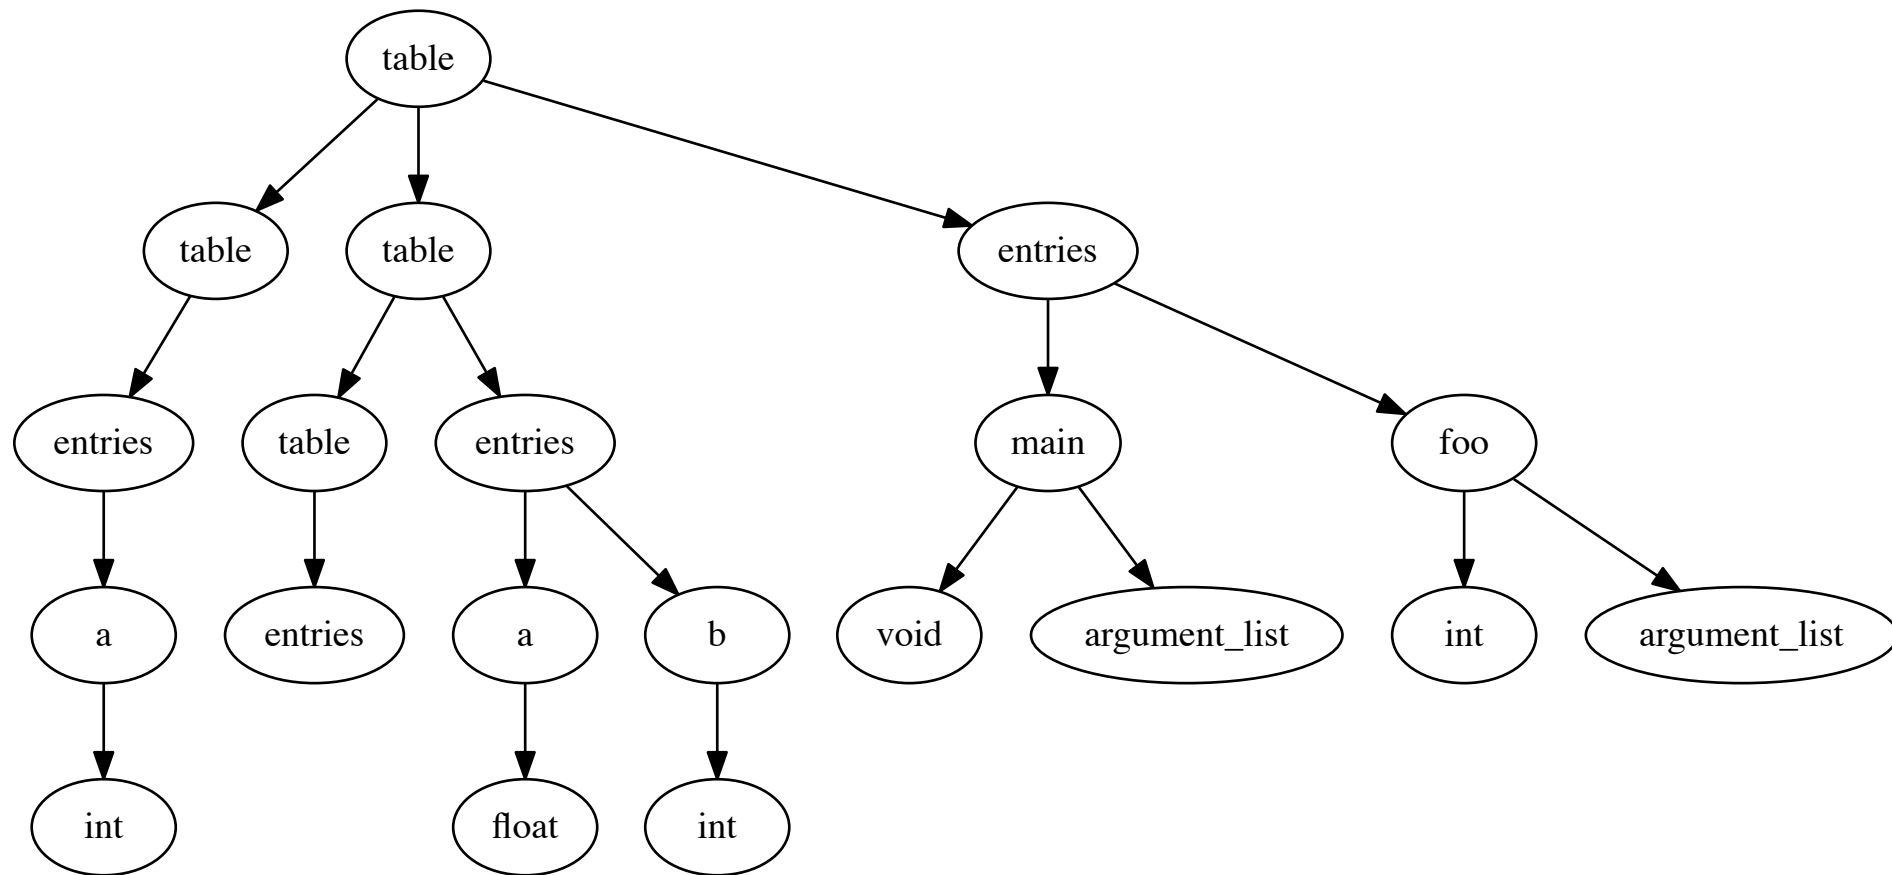 table
table
table
entries
entries
table
entries
main
foo
a
entries
a
b
void
argument_list
int
argument_list
int
float
int